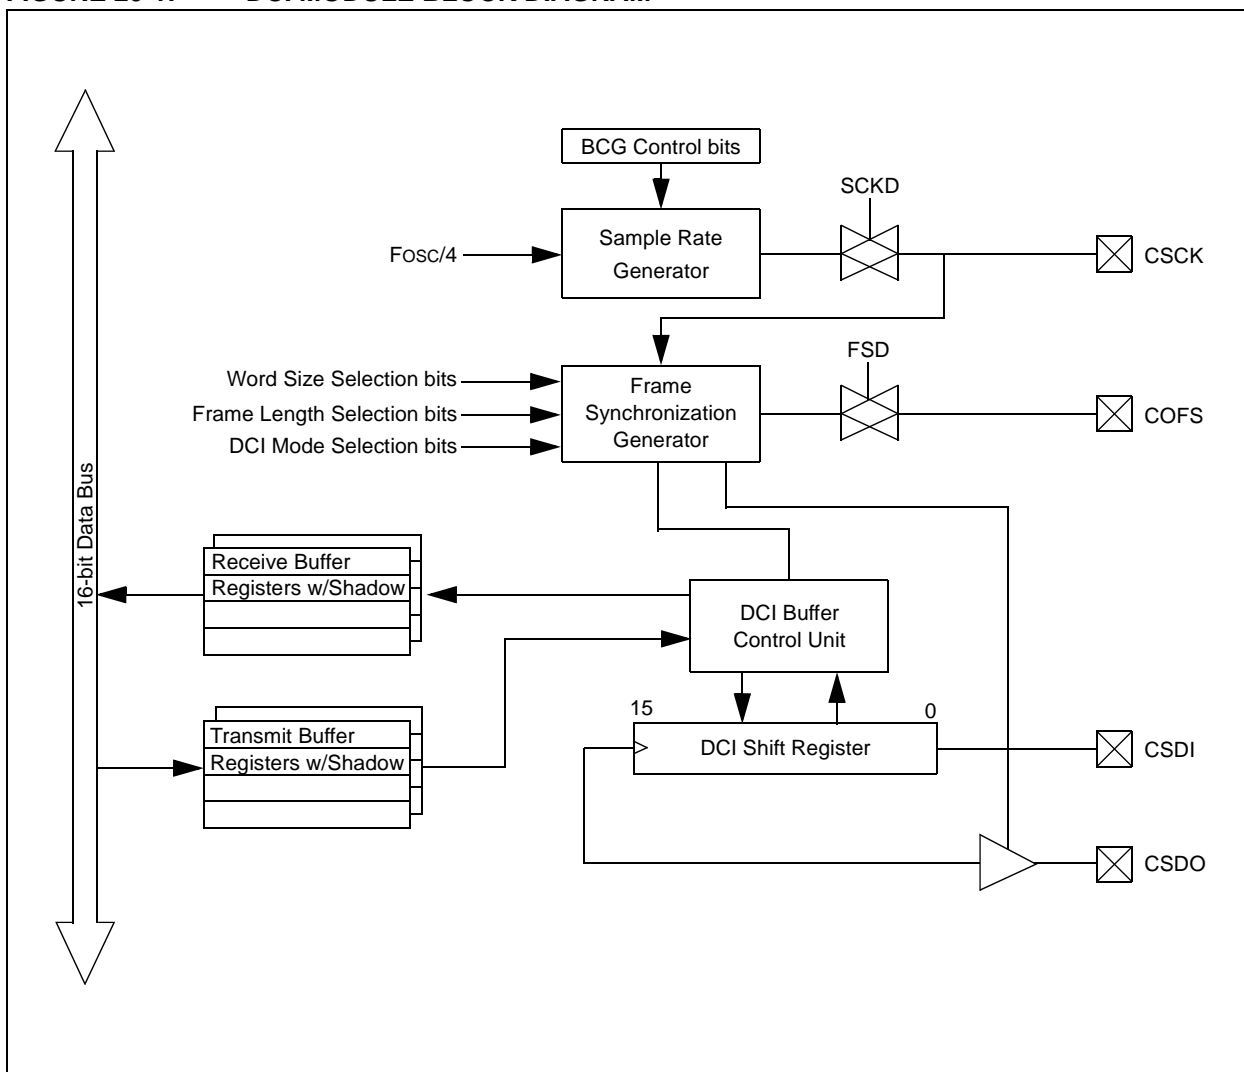 BCG Control bits
SCKD
Sample Rate
Generator
FOSC/4
CSCK
FSD
Word Size Selection bits
Frame Length Selection bits
DCI Mode Selection bits
Frame
Synchronization
Generator
COFS
16-bit Data Bus
Receive Buffer
Registers w/Shadow
DCI Buffer
Control Unit
Transmit Buffer
Registers w/Shadow
15
0
DCI Shift Register
CSDI
CSDO